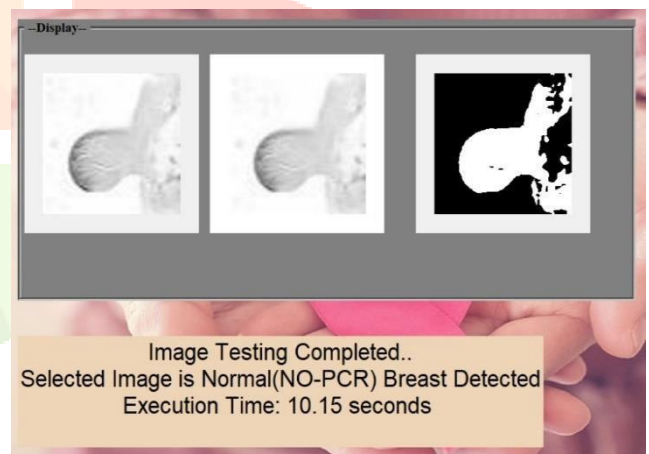 --Display--
Image Testing Completed..
Selected Image is Normal(NO-PCR) Breast Detected
Execution Time: 10.15 seconds